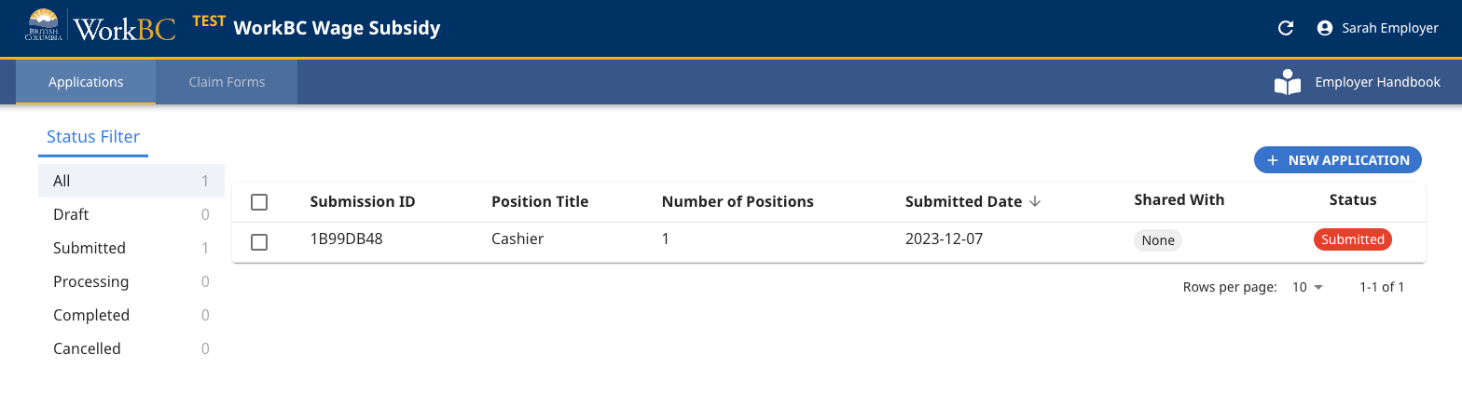 BRITISH COLUMBIA WorkBC TEST WorkBC Wage Subsidy Sarah Employer
Applications Claim Forms Employer Handbook
Status Filter
+ NEW APPLICATION
All 1
Draft 0
Submitted 1
Processing 0
Completed 0
Cancelled 0
Submission ID Position Title Number of Positions Submitted Date ↓ Shared With Status
1B99DB48 Cashier 1 2023-12-07 None Submitted
Rows per page: 10 1-1 of 1